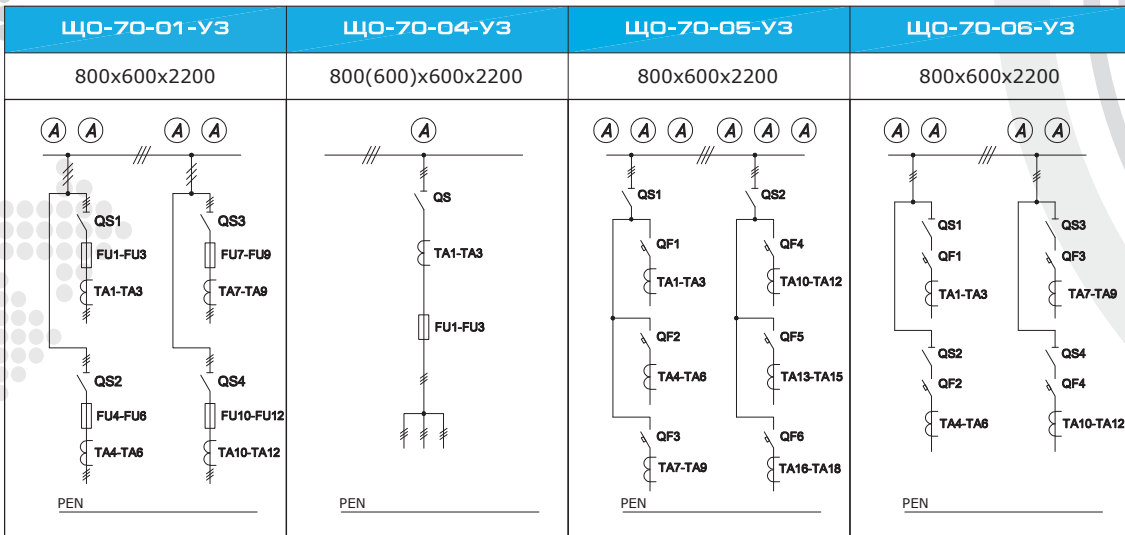 ЩО-70-01-У3
800x600x2200
A A A A
QS1
FU1-FU3
TA1-TA3
QS3
FU7-FU9
TA7-TA9
QS2
FU4-FU6
TA4-TA6
QS4
FU10-FU12
TA10-TA12
PEN
ЩО-70-04-У3
800(600)x600x2200
A
QS
TA1-TA3
FU1-FU3
PEN
ЩО-70-05-У3
800x600x2200
A A A A A A
QS1
QF1
TA1-TA3
QF2
TA4-TA6
QF3
TA7-TA9
QS2
QF4
TA10-TA12
QF5
TA13-TA15
QF6
TA16-TA18
PEN
ЩО-70-06-У3
800x600x2200
A A A A
QS1
QF1
TA1-TA3
QS2
QF2
TA4-TA6
QS3
QF3
TA7-TA9
QS4
QF4
TA10-TA12
PEN